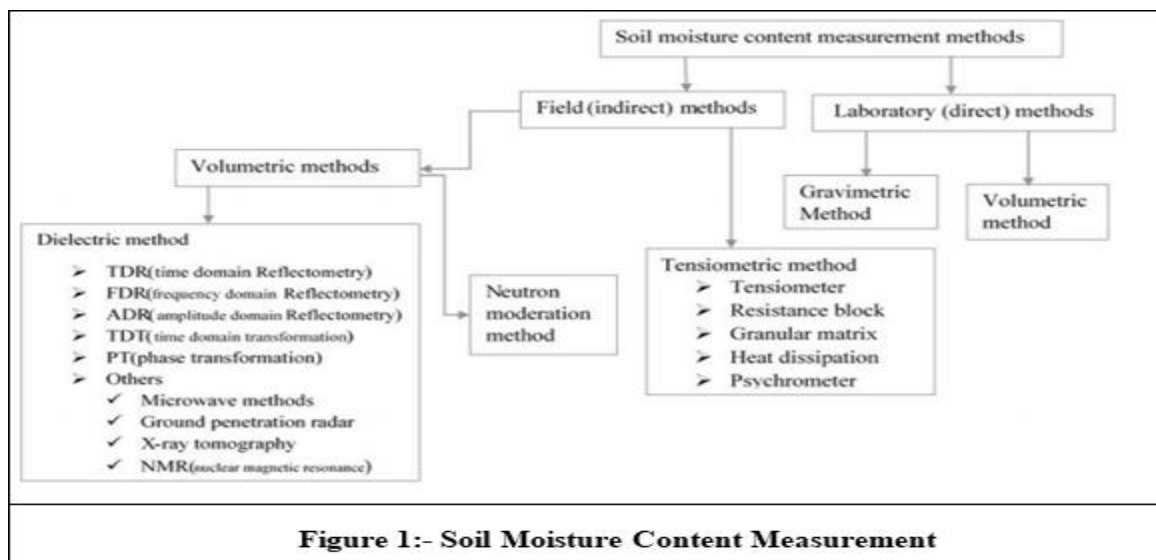 Soil moisture content measurement methods
Field (indirect) methods
Laboratory (direct) methods
Volumetric methods
Gravimetric
Method
Volumetric
method
Dielectric method
➤ TDR(time domain Reflectometry)
➤ FDR(frequency domain Reflectometry)
➤ ADR(amplitude domain Reflectometry)
➤ TDT(time domain transformation)
➤ PT(phase transformation)
➤ Others
✓ Microwave methods
✓ Ground penetration radar
✓ X-ray tomography
✓ NMR(nuclear magnetic resonance)
Neutron
moderation
method
Tensiometric method
➤ Tensiometer
➤ Resistance block
➤ Granular matrix
➤ Heat dissipation
➤ Psychrometer
Figure 1:- Soil Moisture Content Measurement